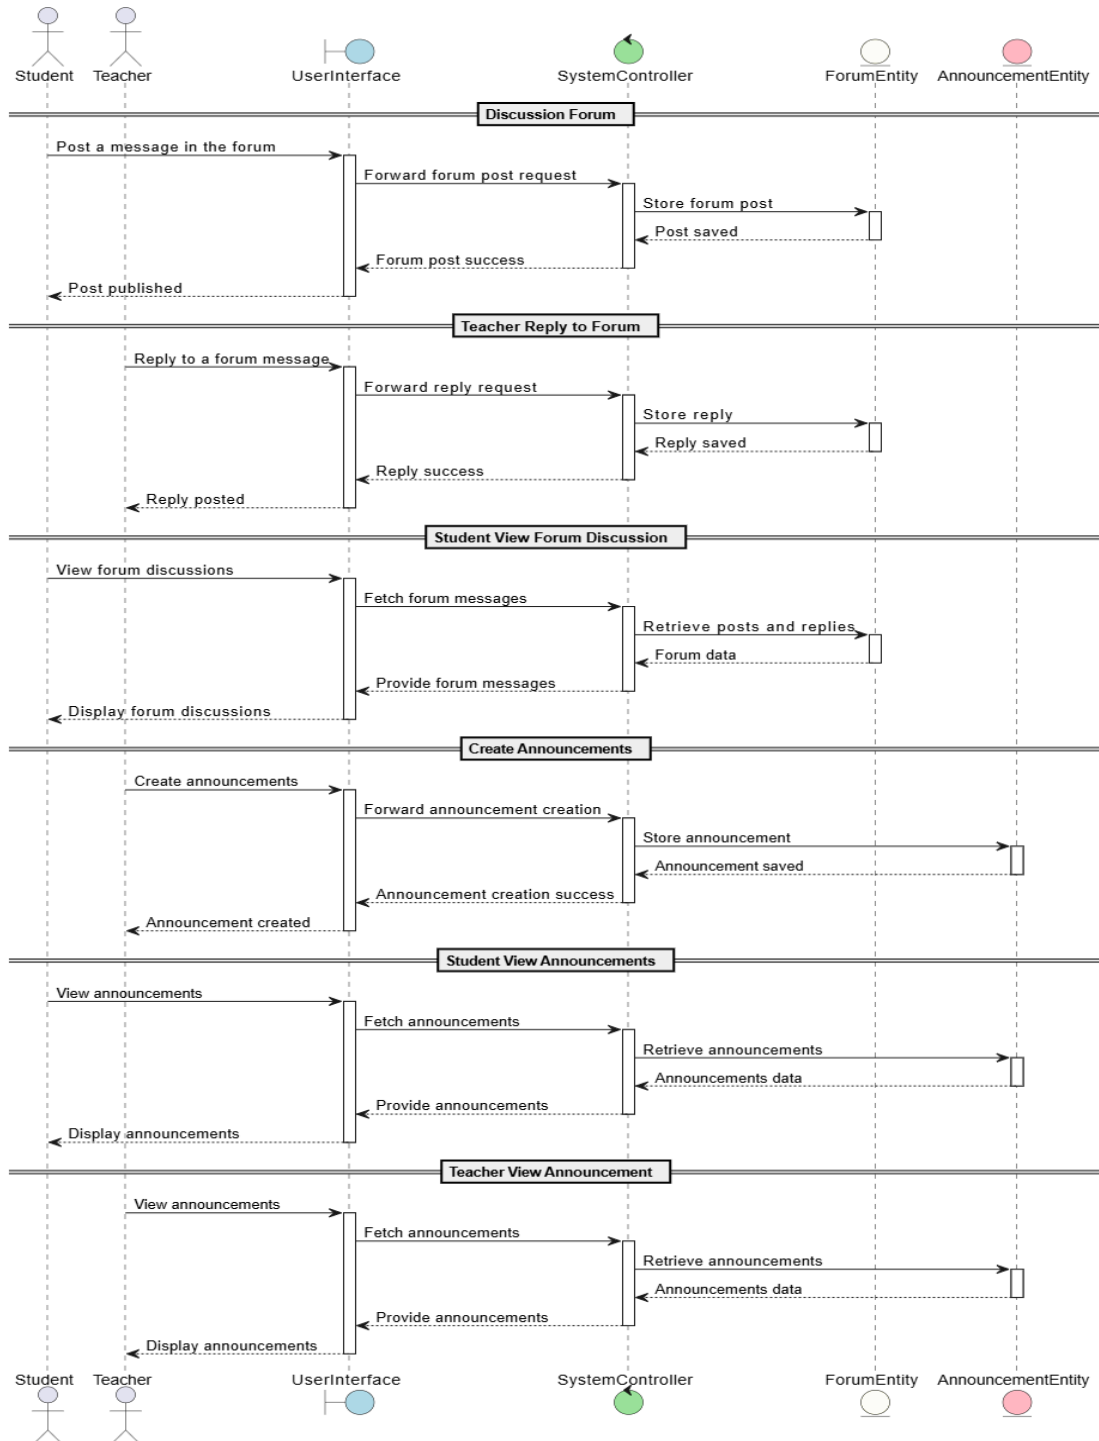 Student Teacher UserInterface SystemController ForumEntity AnnouncementEntity
Discussion Forum
Post a message in the forum
Forward forum post request
Store forum post
Post saved
Forum post success
Post published
Teacher Reply to Forum
Reply to a forum message
Forward reply request
Store reply
Reply saved
Reply success
Reply posted
Student View Forum Discussion
View forum discussions
Fetch forum messages
Retrieve posts and replies
Forum data
Provide forum messages
Display forum discussions
Create Announcements
Create announcements
Forward announcement creation
Store announcement
Announcement saved
Announcement creation success
Announcement created
Student View Announcements
View announcements
Fetch announcements
Retrieve announcements
Announcements data
Provide announcements
Display announcements
Teacher View Announcement
View announcements
Fetch announcements
Retrieve announcements
Announcements data
Provide announcements
Display announcements
Student Teacher UserInterface SystemController ForumEntity AnnouncementEntity